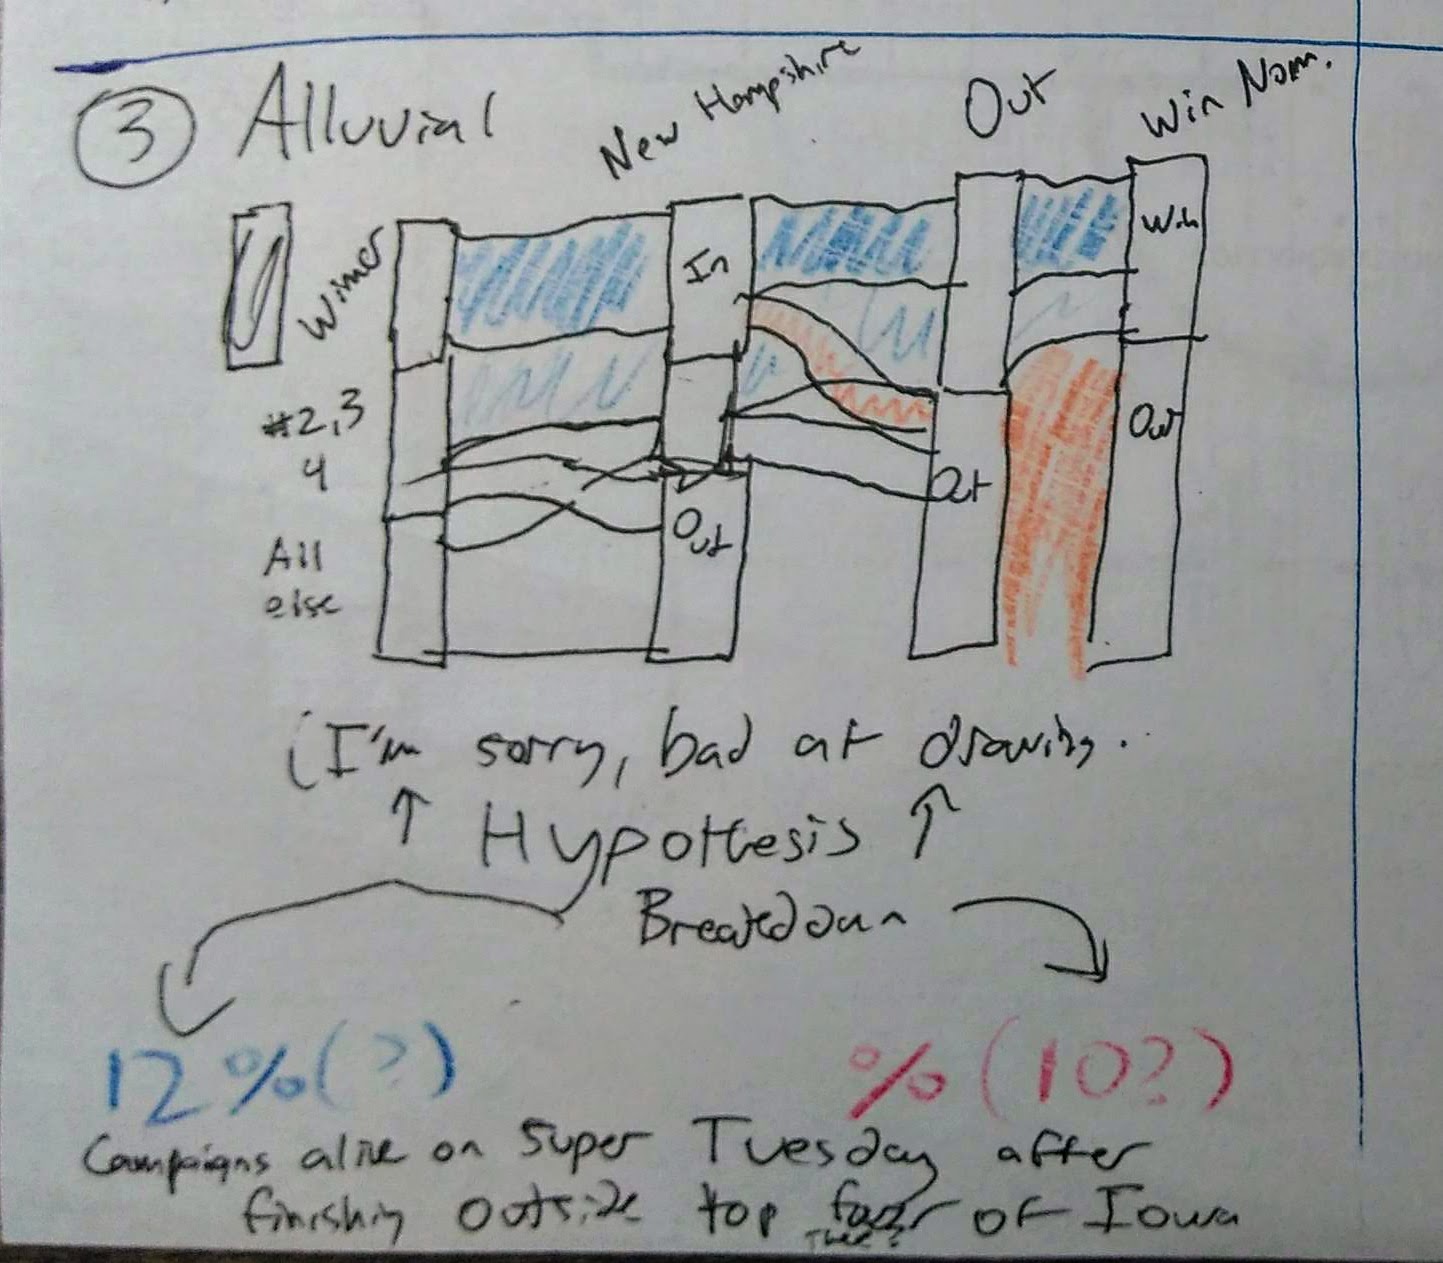 ③ Alluvial
New Hampshire
Out
Win Nom.
Winner
In
Win
#2,3
4
Out
Out
Out
All
else
(I'm sorry, bad at drawing..
↑ Hypothesis ↑
Breakdown
12%(?)
%(10?)
Campaigns alive on Super Tuesday after
finishing outside top four of Iowa
Three?